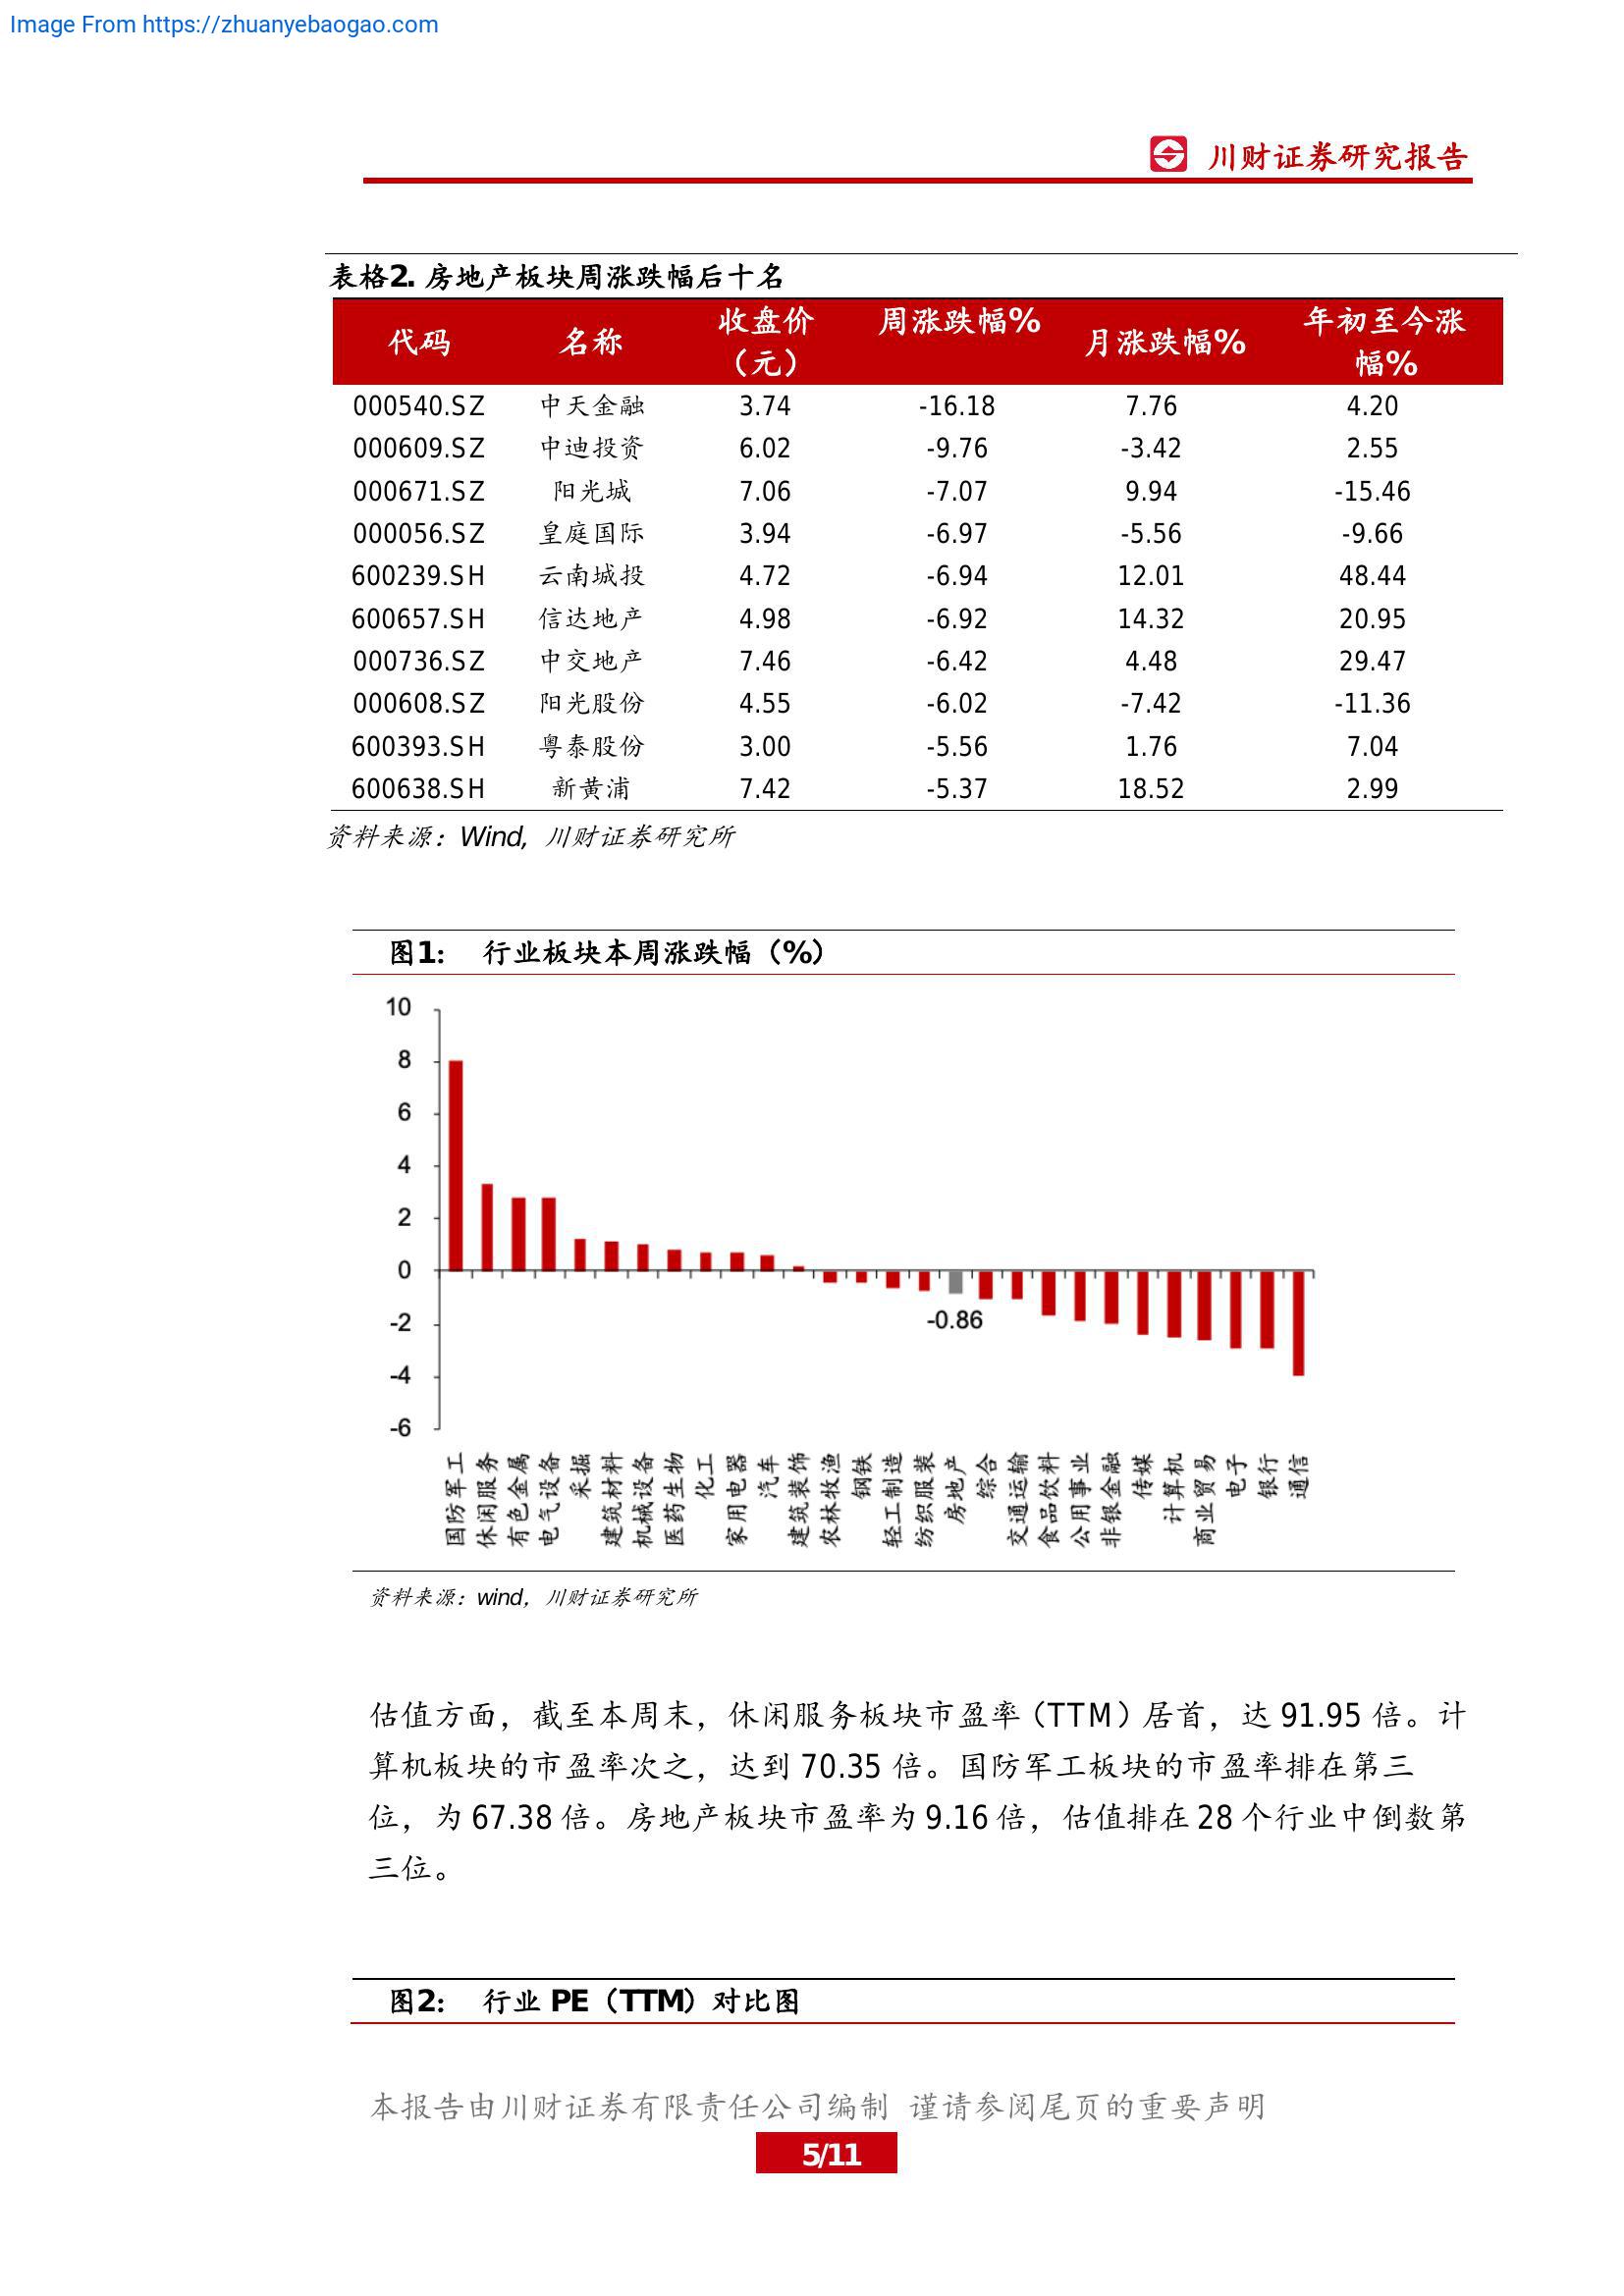 Image From https://zhuanyebaogao.com
川财证券研究报告
表格2. 房地产板块周涨跌幅后十名
代码 名称 收盘价（元） 周涨跌幅% 月涨跌幅% 年初至今涨幅%
000540.SZ 中天金融 3.74 -16.18 7.76 4.20
000609.SZ 中迪投资 6.02 -9.76 -3.42 2.55
000671.SZ 阳光城 7.06 -7.07 9.94 -15.46
000056.SZ 皇庭国际 3.94 -6.97 -5.56 -9.66
600239.SH 云南城投 4.72 -6.94 12.01 48.44
600657.SH 信达地产 4.98 -6.92 14.32 20.95
000736.SZ 中交地产 7.46 -6.42 4.48 29.47
000608.SZ 阳光股份 4.55 -6.02 -7.42 -11.36
600393.SH 粤泰股份 3.00 -5.56 1.76 7.04
600638.SH 新黄浦 7.42 -5.37 18.52 2.99
资料来源：Wind, 川财证券研究所
图1： 行业板块本周涨跌幅（%）
10
8
6
4
2
0
-2
-4
-6
-0.86
国防军工
休闲服务
有色金属
电气设备
采掘
建筑材料
机械设备
医药生物
化工
家用电器
汽车
建筑装饰
农林牧渔
钢铁
轻工制造
纺织服装
房地产
综合
交通运输
食品饮料
公用事业
非银金融
传媒
计算机
商业贸易
电子
银行
通信
资料来源：wind，川财证券研究所
估值方面，截至本周末，休闲服务板块市盈率（TTM）居首，达 91.95 倍。计
算机板块的市盈率次之，达到 70.35 倍。国防军工板块的市盈率排在第三
位，为 67.38 倍。房地产板块市盈率为 9.16 倍，估值排在 28 个行业中倒数第
三位。
图2： 行业 PE（TTM）对比图
本报告由川财证券有限责任公司编制 谨请参阅尾页的重要声明
5/11